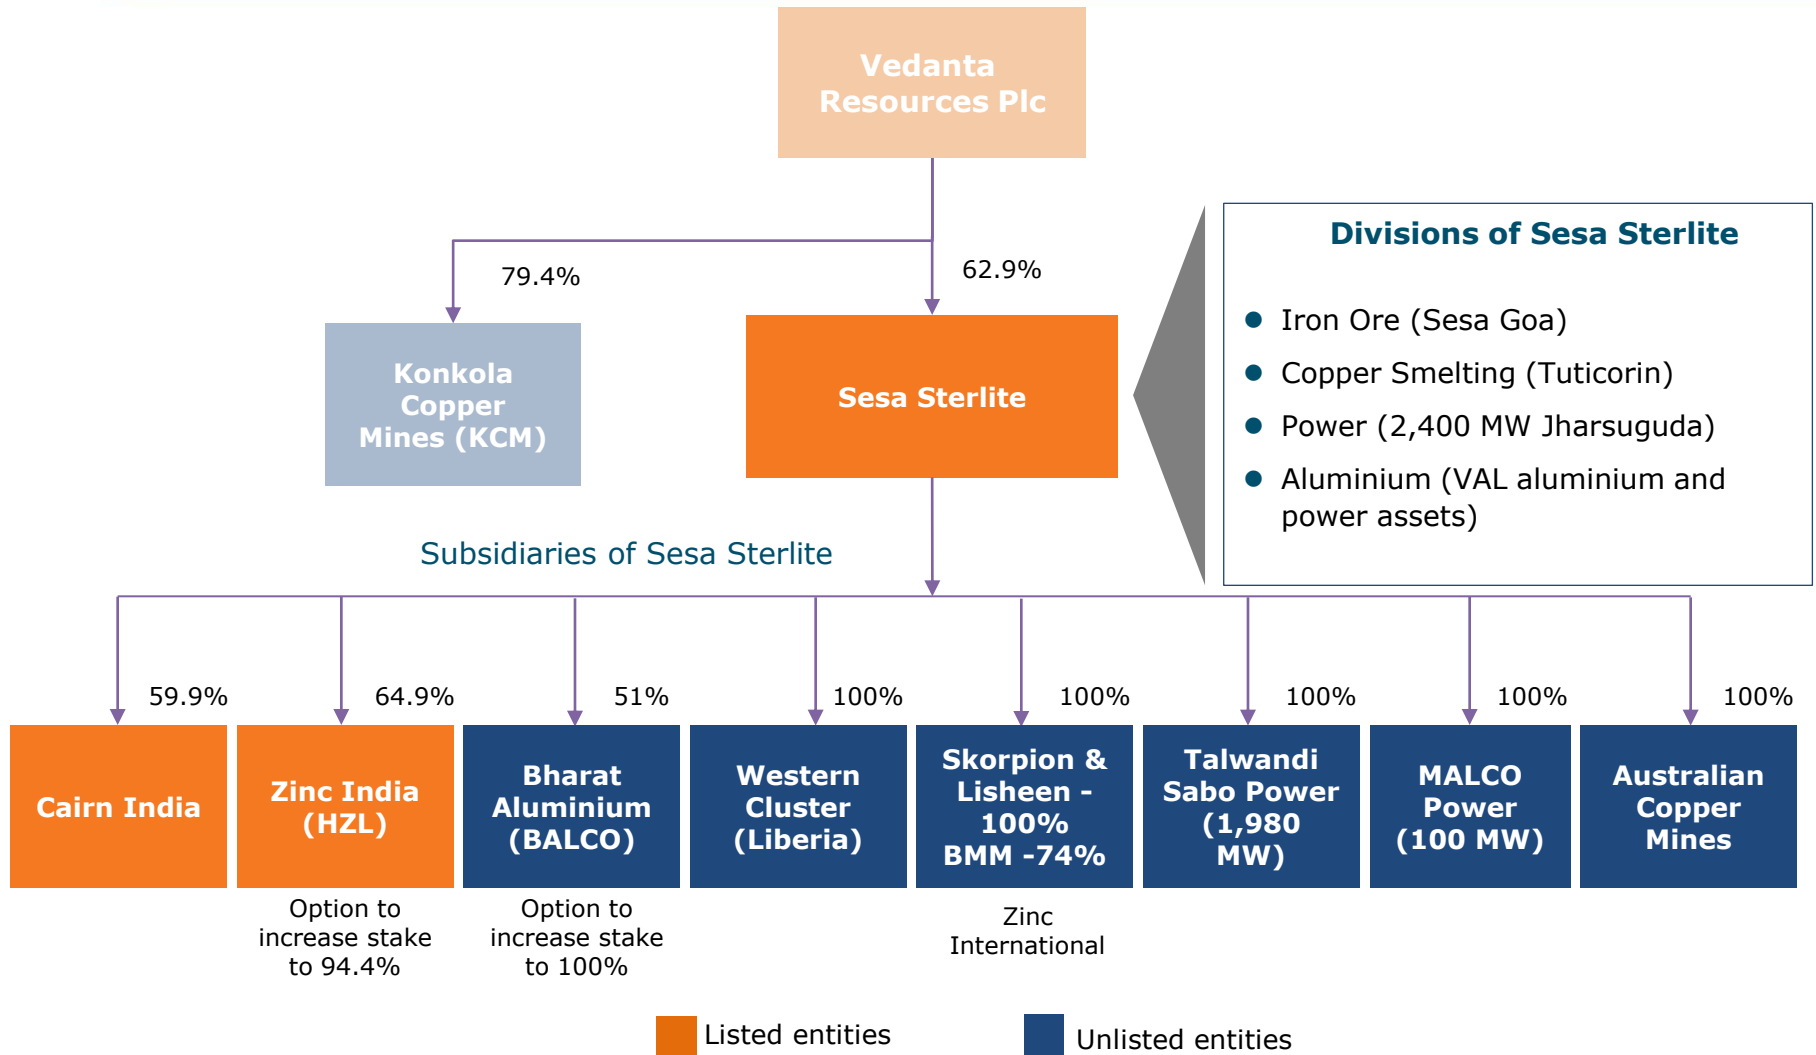 Vedanta
Resources Plc
79.4%
62.9%
Konkola
Copper
Mines (KCM)
Sesa Sterlite
Divisions of Sesa Sterlite
Iron Ore (Sesa Goa)
Copper Smelting (Tuticorin)
Power (2,400 MW Jharsuguda)
Aluminium (VAL aluminium and
power assets)
Subsidiaries of Sesa Sterlite
59.9%
64.9%
51%
100%
100%
100%
100%
100%
Cairn India
Zinc India
(HZL)
Bharat
Aluminium
(BALCO)
Western
Cluster
(Liberia)
Skorpion &
Lisheen -
100%
BMM -74%
Talwandi
Sabo Power
(1,980
MW)
MALCO
Power
(100 MW)
Australian
Copper
Mines
Option to
increase stake
to 94.4%
Option to
increase stake
to 100%
Zinc
International
Listed entities
Unlisted entities